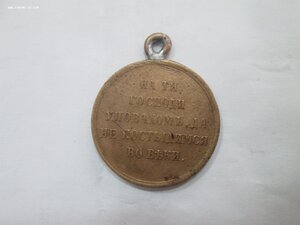 НА ТЯ
ГОСПОДИ
УПОВАХОМЪ, ДА
НЕ ПОСТЫДИМСЯ
ВО ВѢКИ.